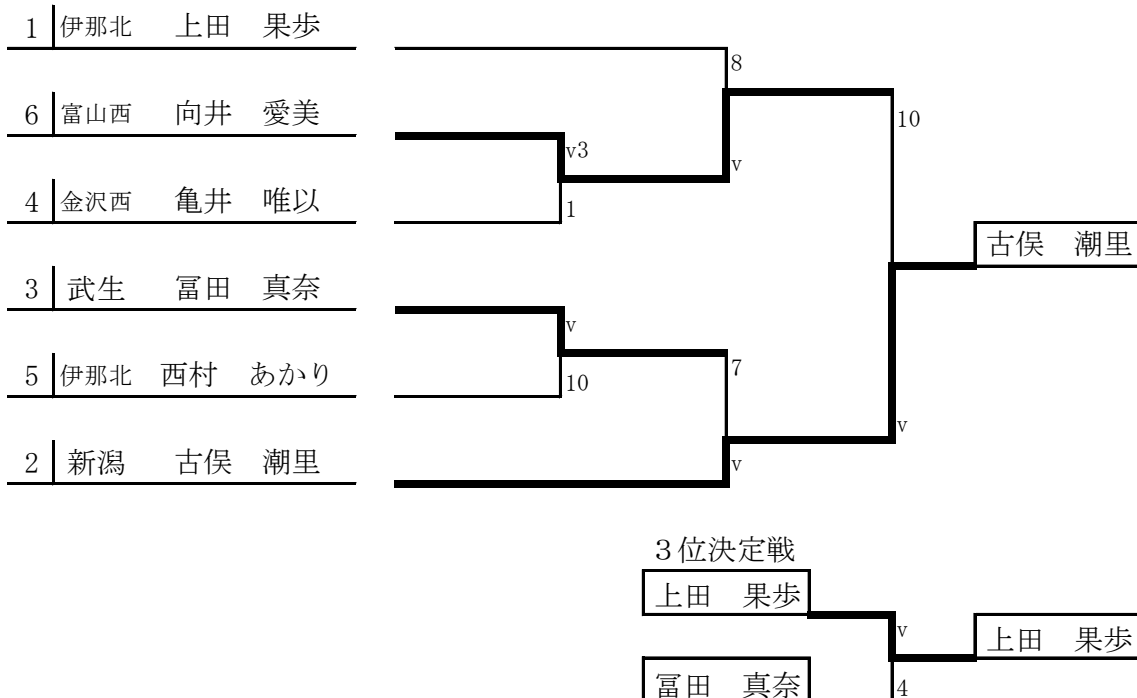 1 伊那北 上田 果歩
8
6 富山西 向井 愛美
10
v3
v
4 金沢西 亀井 唯以
1
古俣 潮里
3 武生 冨田 真奈
v
7
5 伊那北 西村 あかり
10
v
2 新潟 古俣 潮里
v
３位決定戦
上田 果歩
v
上田 果歩
冨田 真奈
4